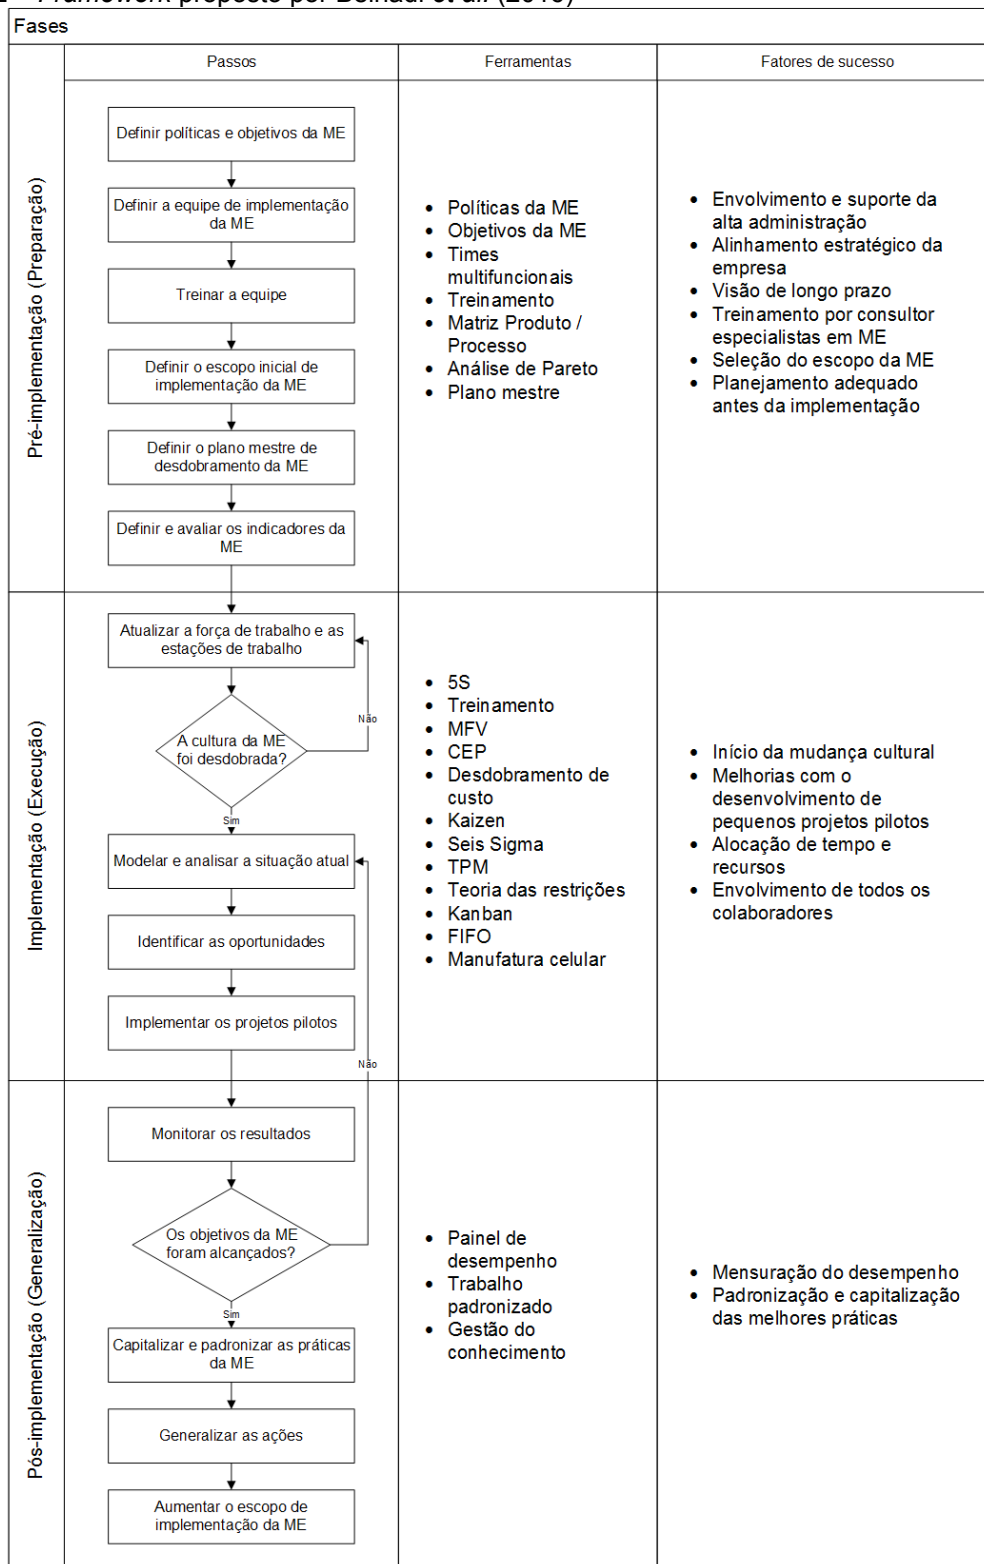 Framework proposto por Belhadi et al. (2016)
Fases
Passos
Ferramentas
Fatores de sucesso
Pré-implementação (Preparação)
Definir políticas e objetivos da ME
Definir a equipe de implementação
da ME
Treinar a equipe
Definir o escopo inicial de
implementação da ME
Definir o plano mestre de
desdobramento da ME
Definir e avaliar os indicadores da
ME
• Políticas da ME
• Objetivos da ME
• Times
multifuncionais
• Treinamento
• Matriz Produto /
Processo
• Análise de Pareto
• Plano mestre
• Envolvimento e suporte da
alta administração
• Alinhamento estratégico da
empresa
• Visão de longo prazo
• Treinamento por consultor
especialistas em ME
• Seleção do escopo da ME
• Planejamento adequado
antes da implementação
Implementação (Execução)
Atualizar a força de trabalho e as
estações de trabalho
Não
A cultura da ME
foi desdobrada?
Sim
Modelar e analisar a situação atual
Identificar as oportunidades
Implementar os projetos pilotos
Não
• 5S
• Treinamento
• MFV
• CEP
• Desdobramento de
custo
• Kaizen
• Seis Sigma
• TPM
• Teoria das restrições
• Kanban
• FIFO
• Manufatura celular
• Início da mudança cultural
• Melhorias com o
desenvolvimento de
pequenos projetos pilotos
• Alocação de tempo e
recursos
• Envolvimento de todos os
colaboradores
Pós-implementação (Generalização)
Monitorar os resultados
Os objetivos da ME
foram alcançados?
Sim
Capitalizar e padronizar as práticas
da ME
Generalizar as ações
Aumentar o escopo de
implementação da ME
• Painel de
desempenho
• Trabalho
padronizado
• Gestão do
conhecimento
• Mensuração do desempenho
• Padronização e capitalização
das melhores práticas